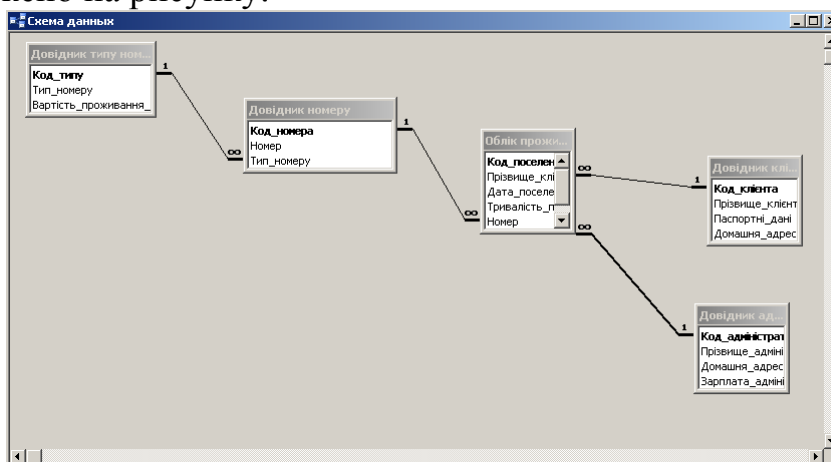 но на рисунку.
Схема данных
Довідник типу ном...
Код_типу
Тип_номеру
Вартість_проживання_
1
∞
Довідник номеру
Код_номера
Номер
Тип_номеру
1
∞
Облік прожи...
Код_поселен
Прізвище_клі
Дата_поселе
Тривалість_п
Номер
∞
∞
1
Довідник клі...
Код_клієнта
Прізвище_клієнт
Паспортні_дані
Домашня_адрес
1
Довідник ад...
Код_адміністрат
Прізвище_адміні
Домашня_адрес
Зарплата_адміні